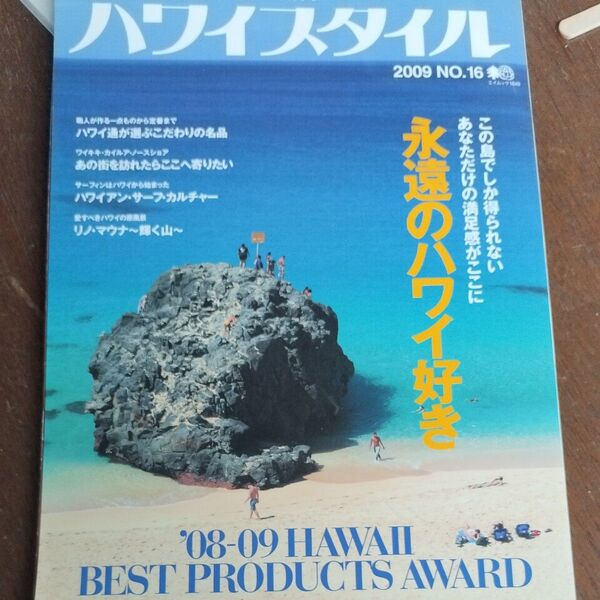 ハワイスタイル
2009 NO.16
エイムック 1649
職人が作る一点ものから定番まで
ハワイ通が選ぶこだわりの名品
ワイキキ・カイルア・ノースショア
あの街を訪れたらここへ寄りたい
サーフィンはハワイから始まった
ハワイアン・サーフ・カルチャー
愛すべきハワイの原風景
リノ・マウナ〜輝く山〜
この島でしか得られない
あなただけの満足感がここに
永遠のハワイ好き
'08-09 HAWAII
BEST PRODUCTS AWARD